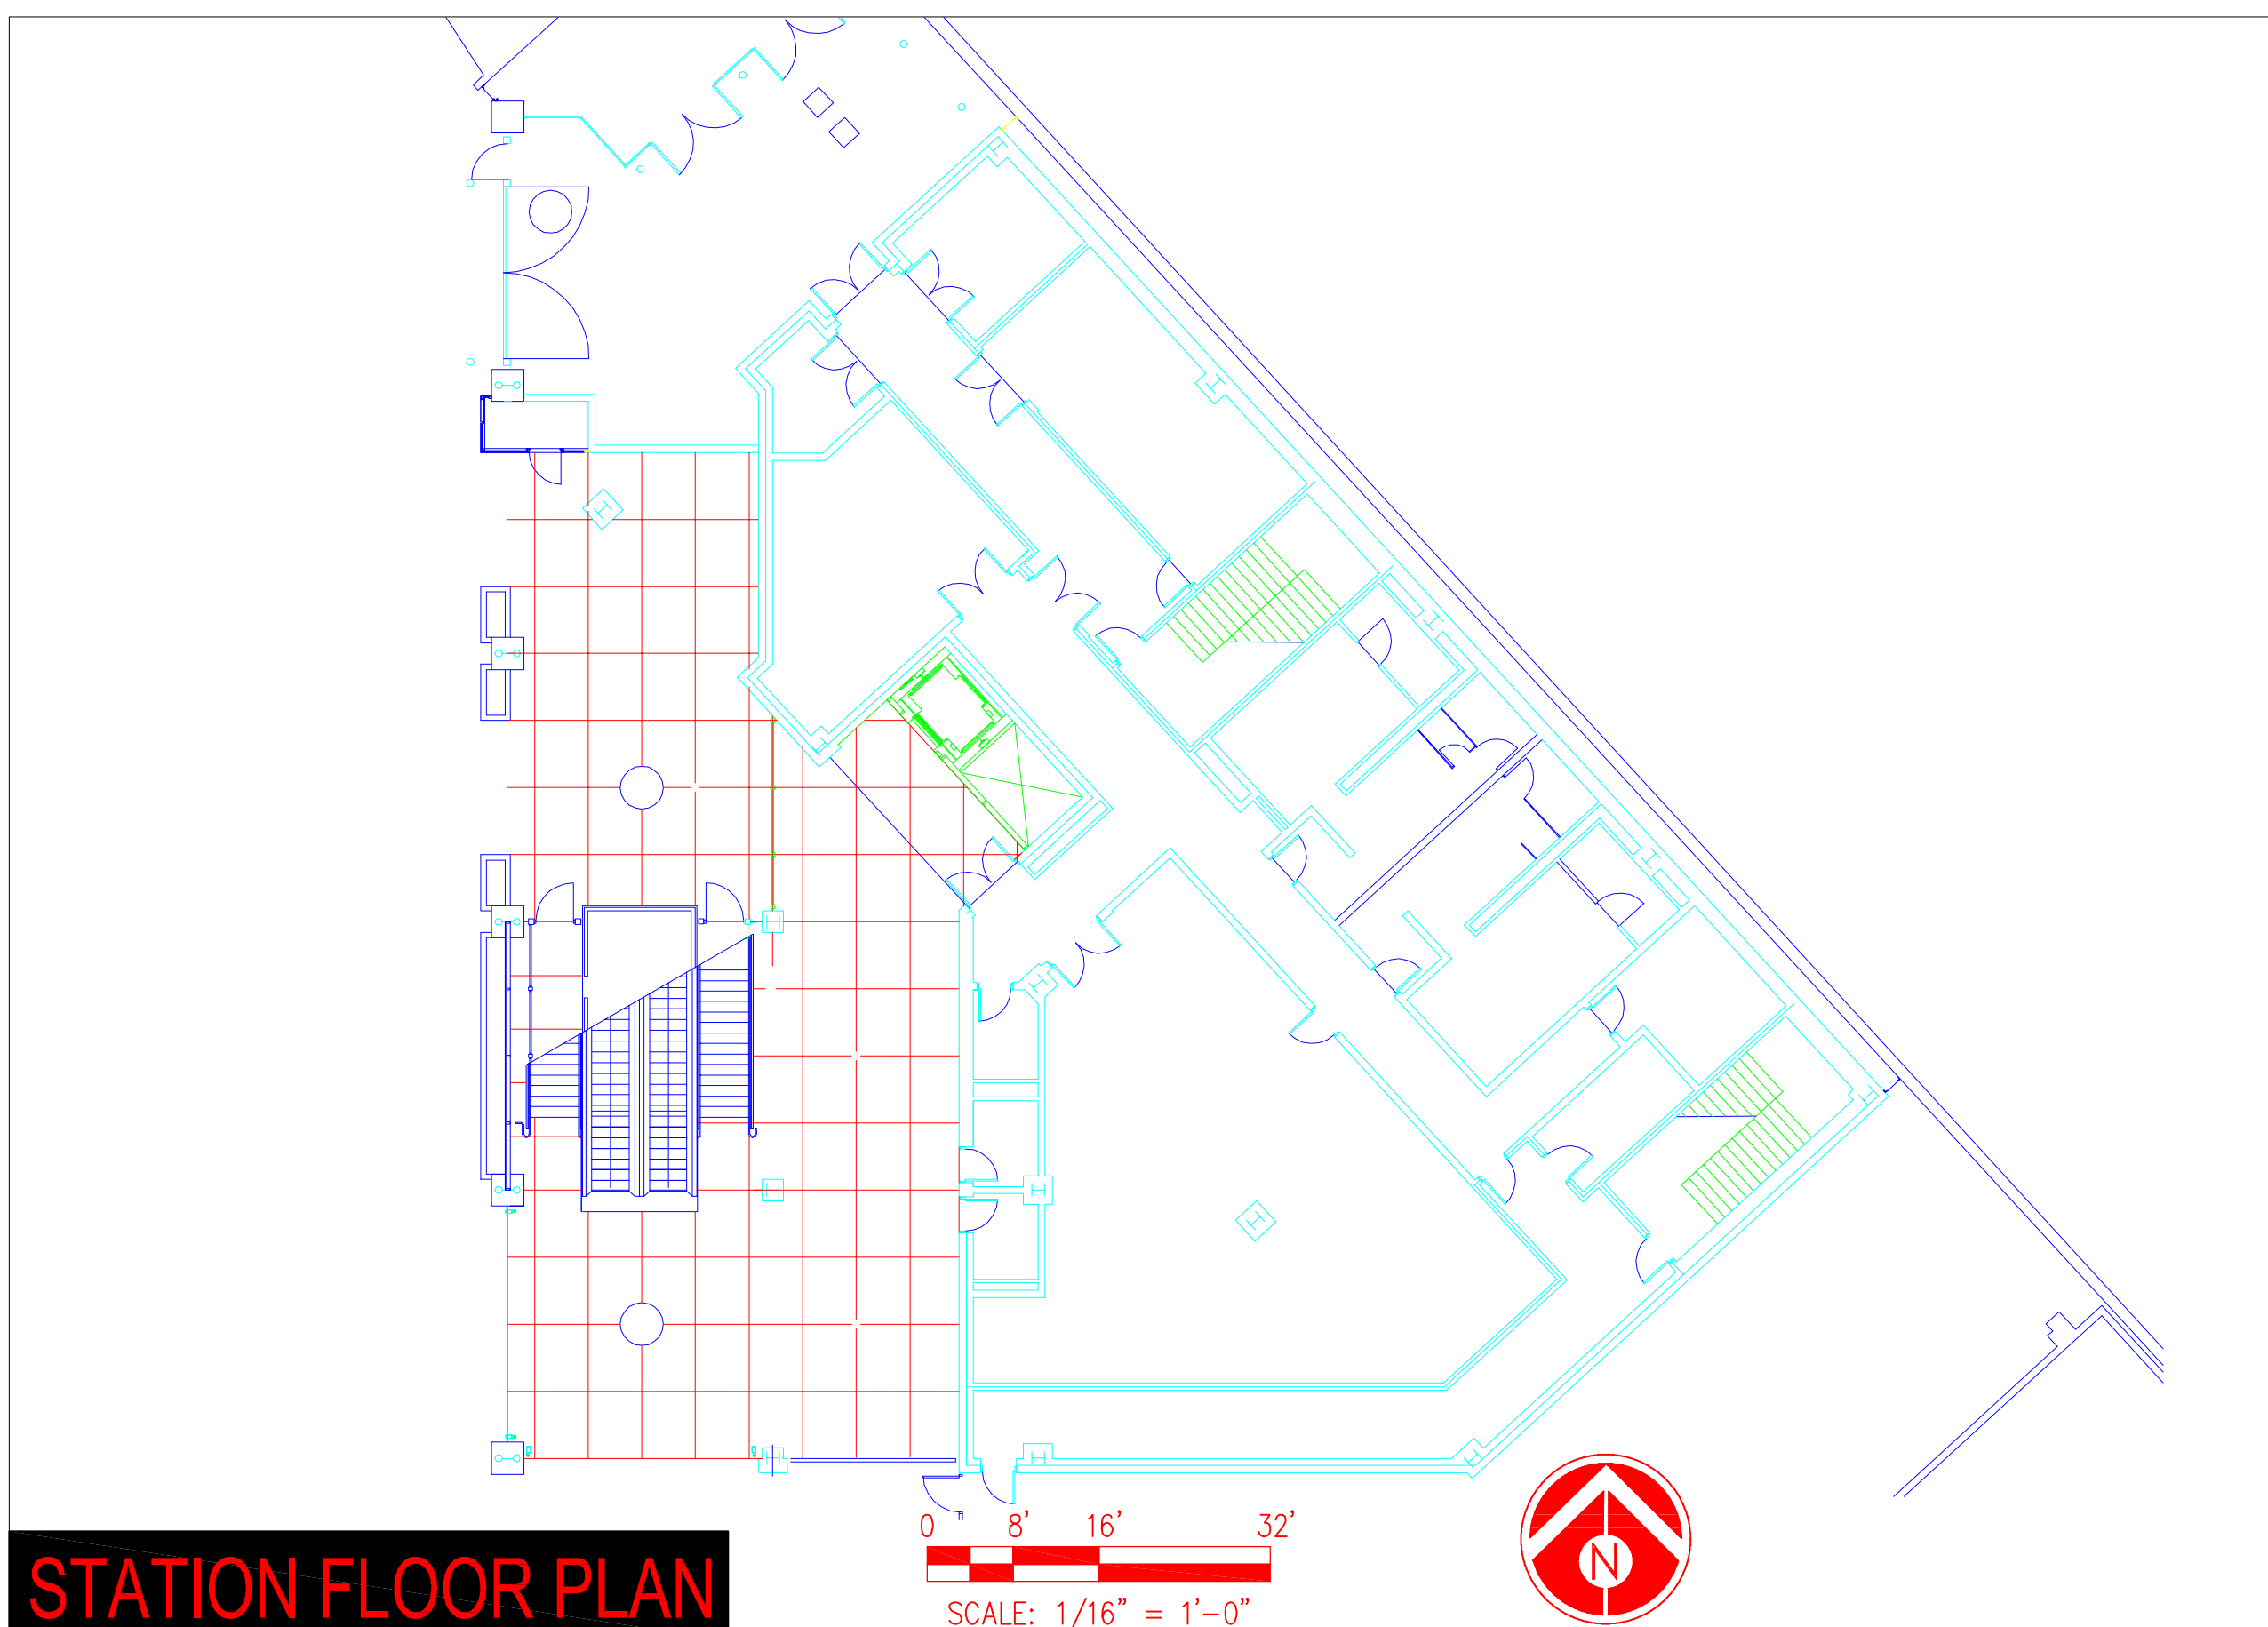 0 8' 16' 32'
SCALE: 1/16" = 1'-0"
N
STATION FLOOR PLAN